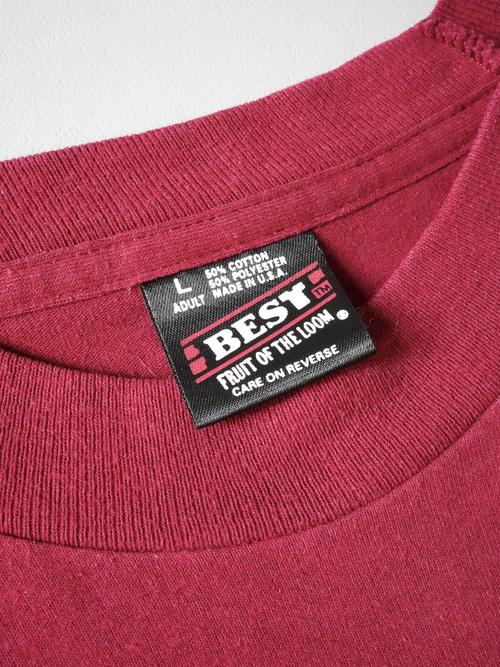 L
ADULT
50% COTTON
50% POLYESTER
MADE IN U.S.A.
BEST TM
FRUIT OF THE LOOM ®
CARE ON REVERSE